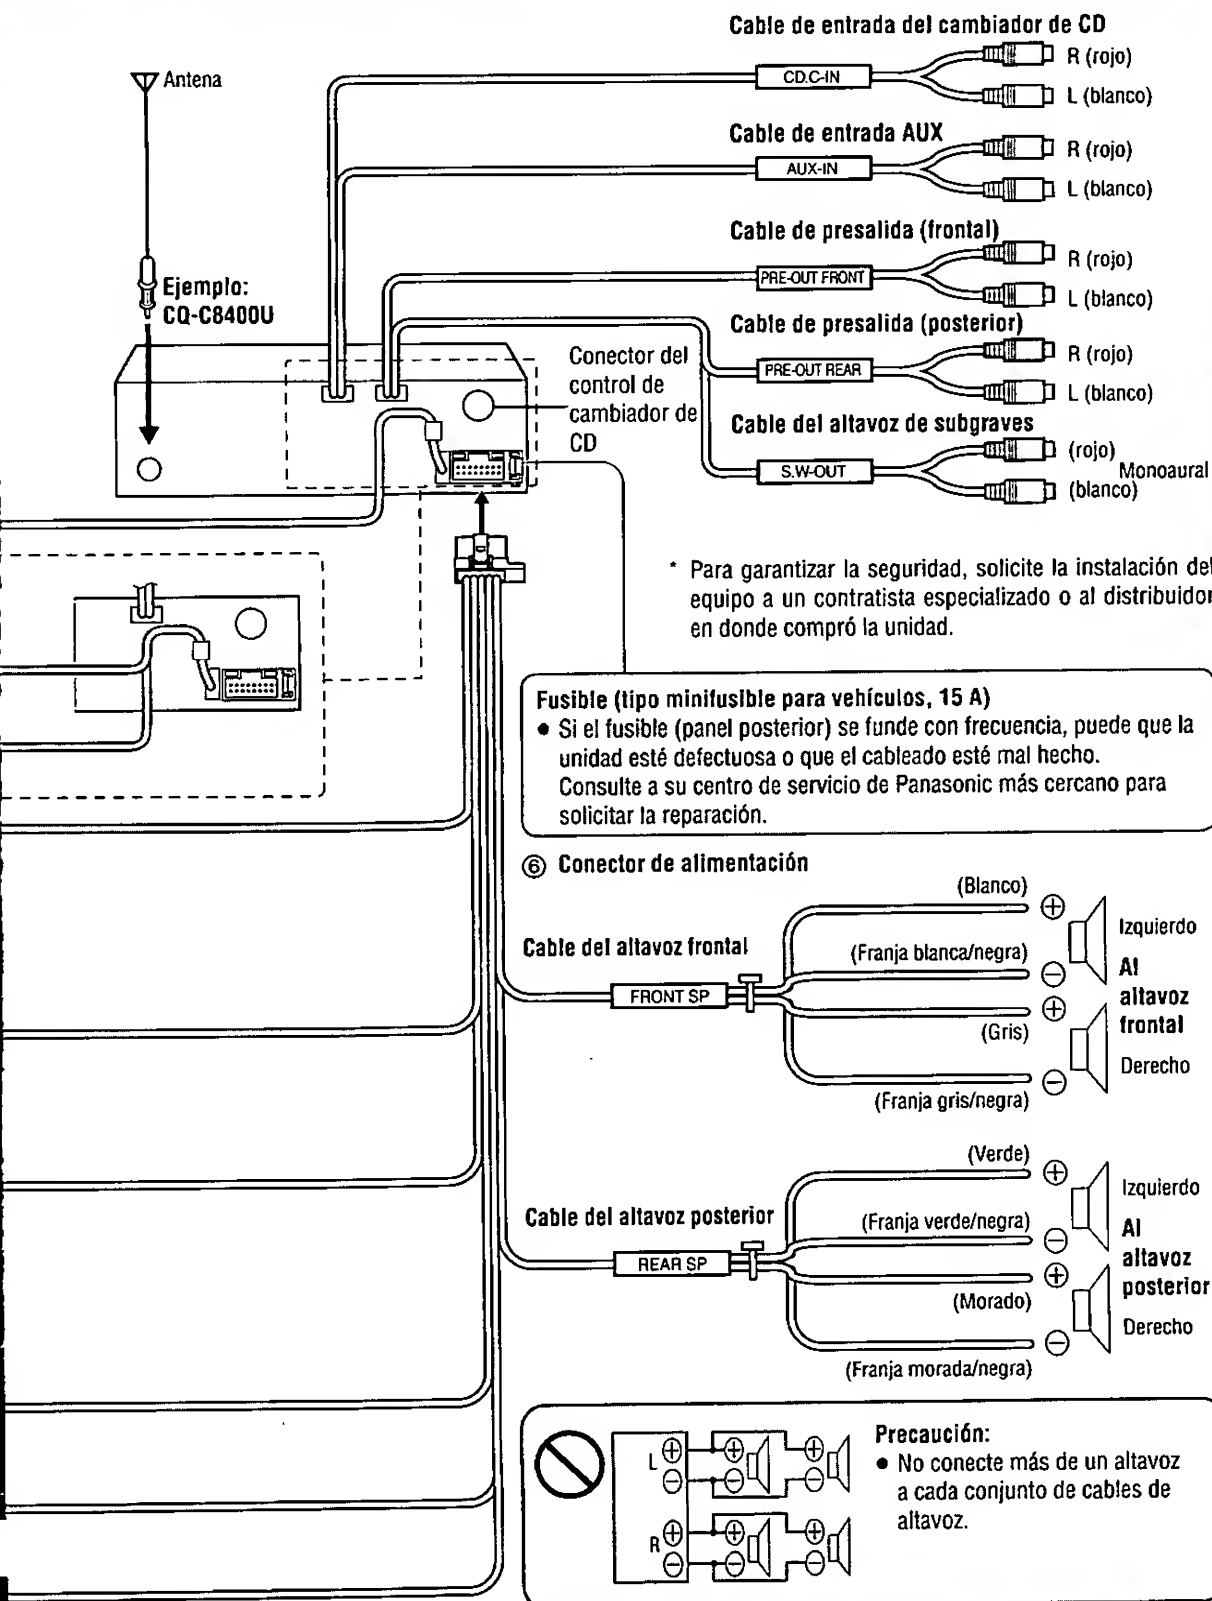 Cable de entrada del cambiador de CD
Antena
CD.C-IN
R (rojo)
L (blanco)
Cable de entrada AUX
AUX-IN
R (rojo)
L (blanco)
Cable de presalida (frontal)
PRE-OUT FRONT
R (rojo)
L (blanco)
Ejemplo:
CQ-C8400U
Cable de presalida (posterior)
PRE-OUT REAR
R (rojo)
L (blanco)
Conector del
control de
cambiador de
CD
Cable del altavoz de subgraves
S.W-OUT
(rojo)
Monoaural
(blanco)
* Para garantizar la seguridad, solicite la instalación del
equipo a un contratista especializado o al distribuidor
en donde compró la unidad.
Fusible (tipo minifusible para vehículos, 15 A)
● Si el fusible (panel posterior) se funde con frecuencia, puede que la
unidad esté defectuosa o que el cableado esté mal hecho.
Consulte a su centro de servicio de Panasonic más cercano para
solicitar la reparación.
⑥ Conector de alimentación
Cable del altavoz frontal
FRONT SP
(Blanco)
⊕
(Franja blanca/negra)
⊖
Izquierdo
Al
altavoz
frontal
⊕
(Gris)
Derecho
⊖
(Franja gris/negra)
Cable del altavoz posterior
REAR SP
(Verde)
⊕
(Franja verde/negra)
⊖
Izquierdo
Al
altavoz
posterior
⊕
(Morado)
Derecho
⊖
(Franja morada/negra)
L ⊕ ⊕ ⊕
⊖ ⊖ ⊖
R ⊕ ⊕ ⊕
⊖ ⊖ ⊖
Precaución:
● No conecte más de un altavoz
a cada conjunto de cables de
altavoz.